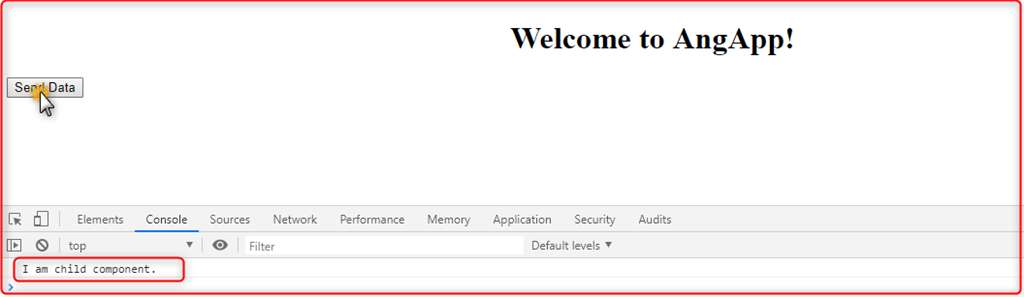 Welcome to AngApp!
Send Data
Elements Console Sources Network Performance Memory Application Security Audits
top Filter Default levels
I am child component.